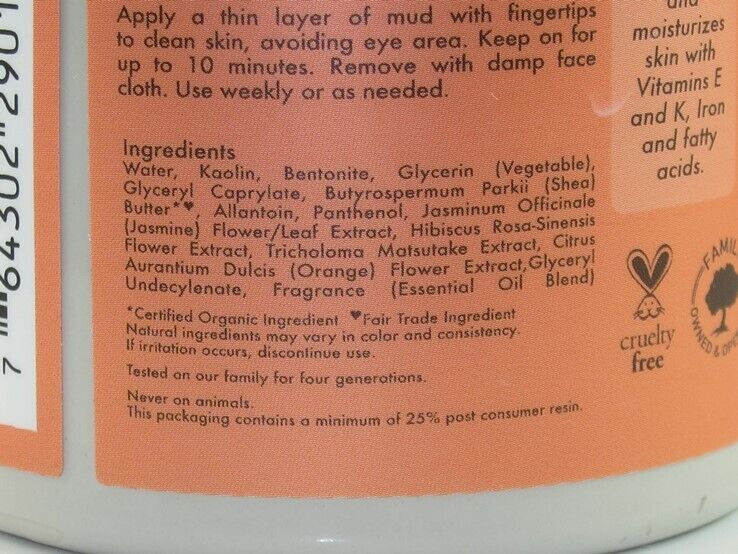 Apply a thin layer of mud with fingertips
to clean skin, avoiding eye area. Keep on for
up to 10 minutes. Remove with damp face
cloth. Use weekly or as needed.
Ingredients
Water, Kaolin, Bentonite, Glycerin (Vegetable),
Glyceryl Caprylate, Butyrospermum Parkii (Shea)
Butter*♥, Allantoin, Panthenol, Jasminum Officinale
(Jasmine) Flower/Leaf Extract, Hibiscus Rosa-Sinensis
Flower Extract, Tricholoma Matsutake Extract, Citrus
Aurantium Dulcis (Orange) Flower Extract,Glyceryl
Undecylenate, Fragrance (Essential Oil Blend)
*Certified Organic Ingredient ♥Fair Trade Ingredient
Natural ingredients may vary in color and consistency.
If irritation occurs, discontinue use.
Tested on our family for four generations.
Never on animals.
This packaging contains a minimum of 25% post consumer resin.
and
moisturizes
skin with
Vitamins E
and K, Iron
and fatty
acids.
cruelty
free
FAMIL
OWNED & OPE
7 64302 2901